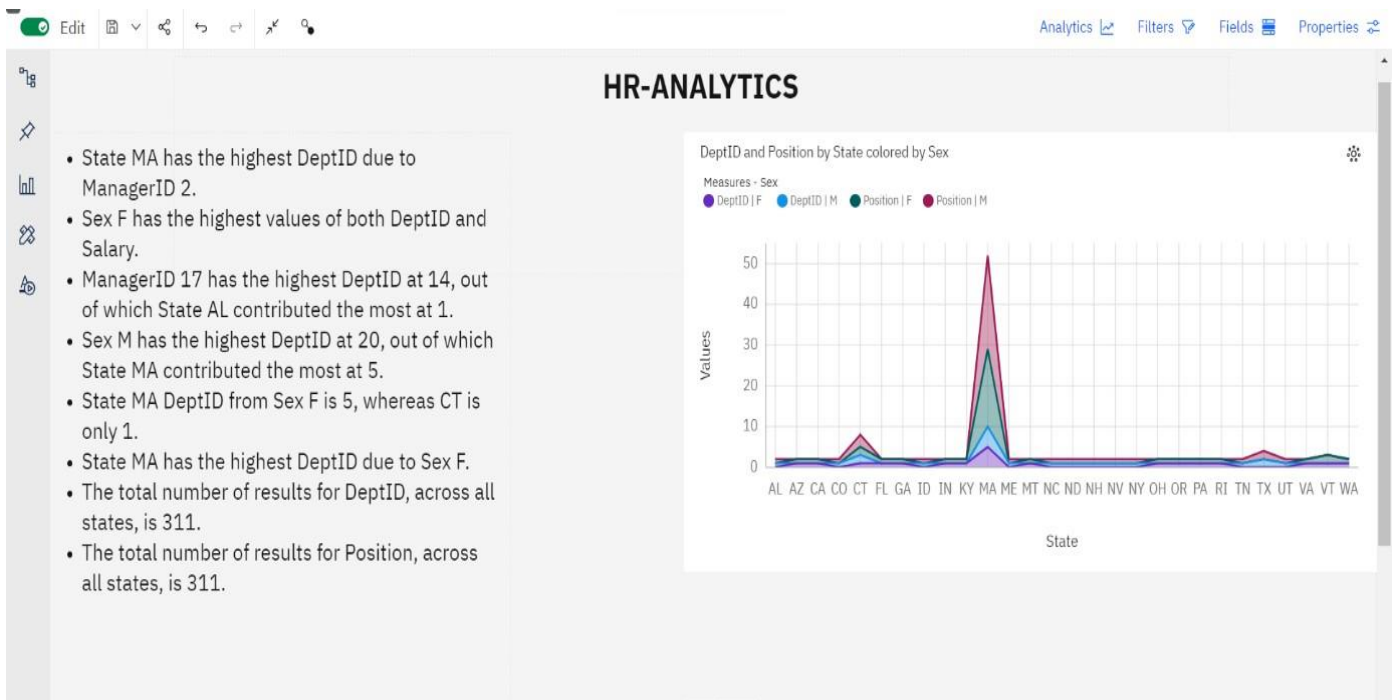 Edit
Analytics
Filters
Fields
Properties
HR-ANALYTICS
• State MA has the highest DeptID due to
ManagerID 2.
• Sex F has the highest values of both DeptID and
Salary.
• ManagerID 17 has the highest DeptID at 14, out
of which State AL contributed the most at 1.
• Sex M has the highest DeptID at 20, out of which
State MA contributed the most at 5.
• State MA DeptID from Sex F is 5, whereas CT is
only 1.
• State MA has the highest DeptID due to Sex F.
• The total number of results for DeptID, across all
states, is 311.
• The total number of results for Position, across
all states, is 311.
DeptID and Position by State colored by Sex
Measures - Sex
DeptID | F DeptID | M Position | F Position | M
50
40
30
20
10
0
Values
AL AZ CA CO CT FL GA ID IN KY MA ME MT NC ND NH NV NY OH OR PA RI TN TX UT VA VT WA
State